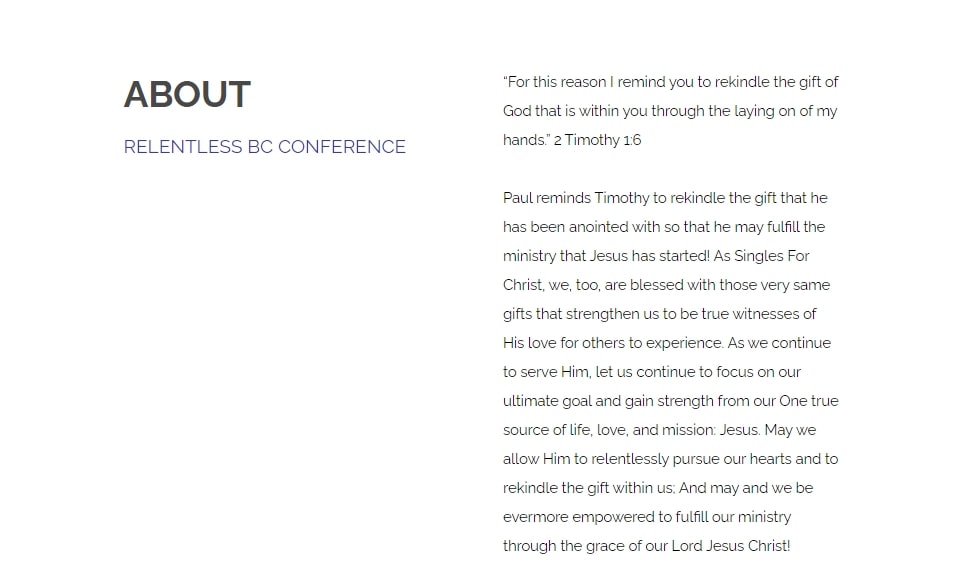 ABOUT
RELENTLESS BC CONFERENCE
“For this reason I remind you to rekindle the gift of
God that is within you through the laying on of my
hands.” 2 Timothy 1:6
Paul reminds Timothy to rekindle the gift that he
has been anointed with so that he may fulfill the
ministry that Jesus has started! As Singles For
Christ, we, too, are blessed with those very same
gifts that strengthen us to be true witnesses of
His love for others to experience. As we continue
to serve Him, let us continue to focus on our
ultimate goal and gain strength from our One true
source of life, love, and mission: Jesus. May we
allow Him to relentlessly pursue our hearts and to
rekindle the gift within us; And may and we be
evermore empowered to fulfill our ministry
through the grace of our Lord Jesus Christ!